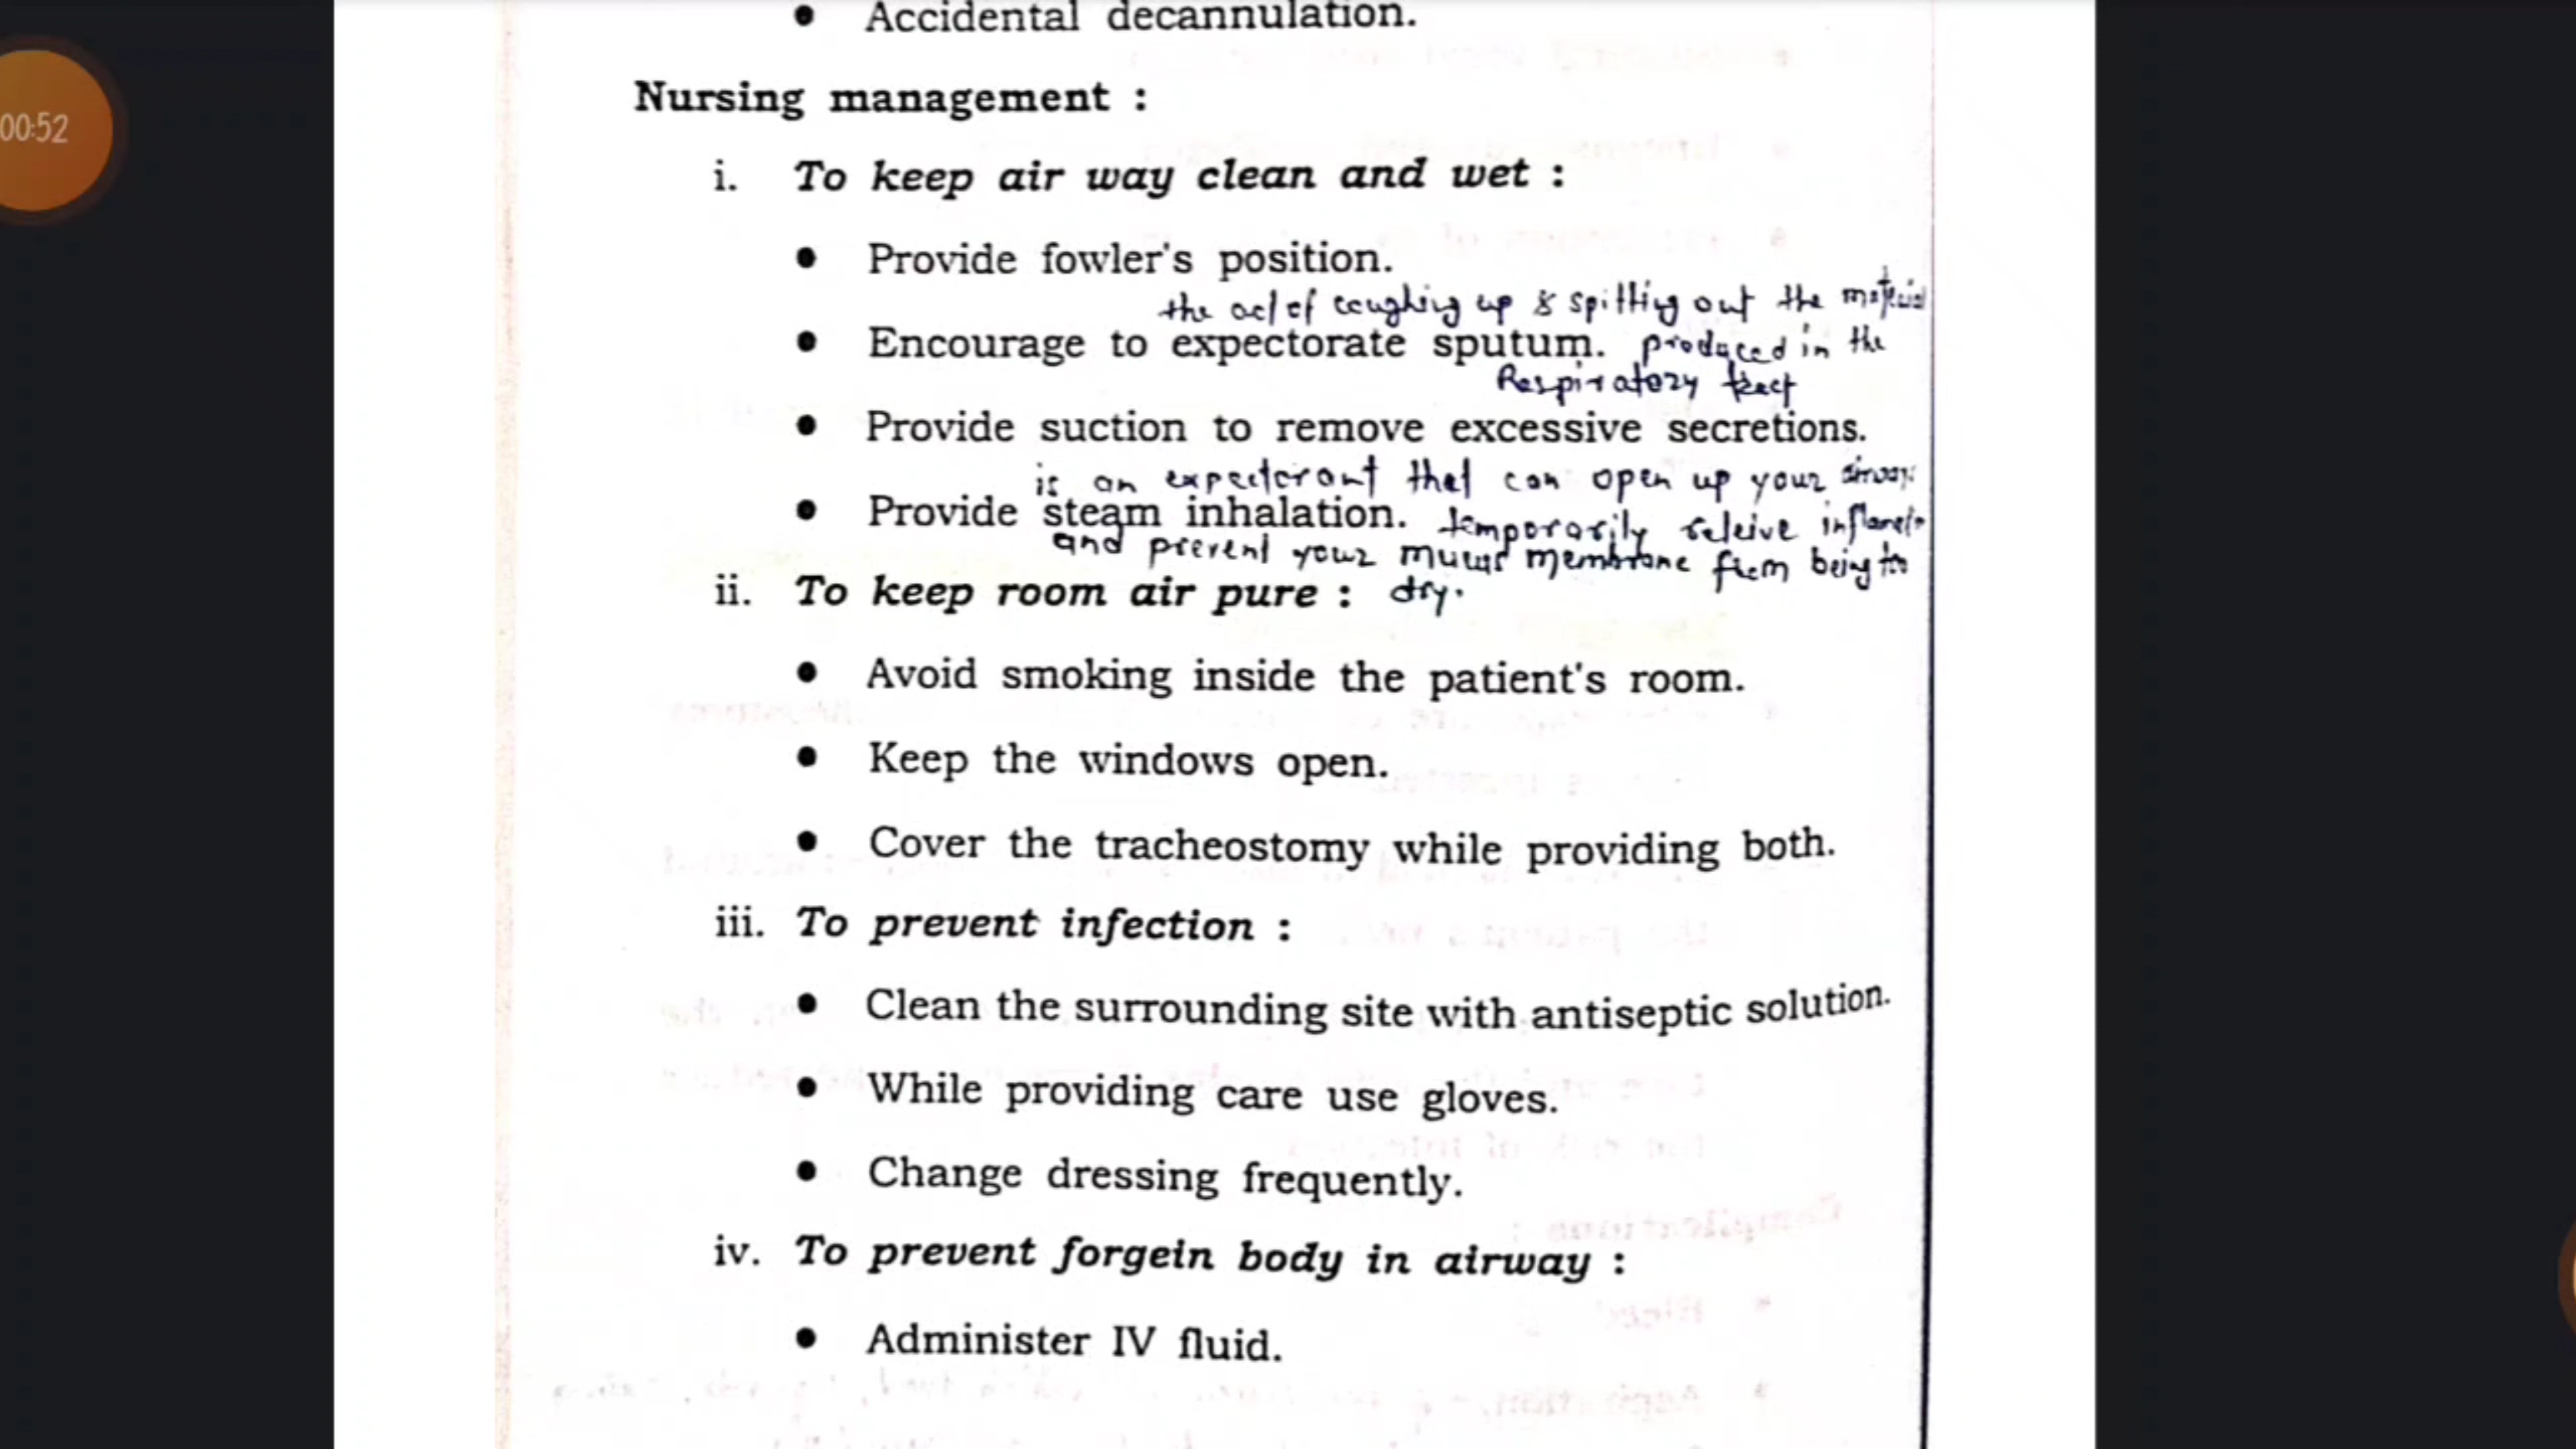 • Accidental decannulation.
00:52
Nursing management :
i. To keep air way clean and wet :
• Provide fowler's position.
the act of coughing up & spitting out the material
• Encourage to expectorate sputum. produced in the
Respiratory tract
• Provide suction to remove excessive secretions.
is an expectorant that can open up your airways
• Provide steam inhalation. temporarily releive
and prevent your mucus membrane from being too
ii. To keep room air pure : dry.
• Avoid smoking inside the patient's room.
• Keep the windows open.
• Cover the tracheostomy while providing both.
iii. To prevent infection :
• Clean the surrounding site with antiseptic solution.
• While providing care use gloves.
• Change dressing frequently.
iv. To prevent forgein body in airway :
• Administer IV fluid.